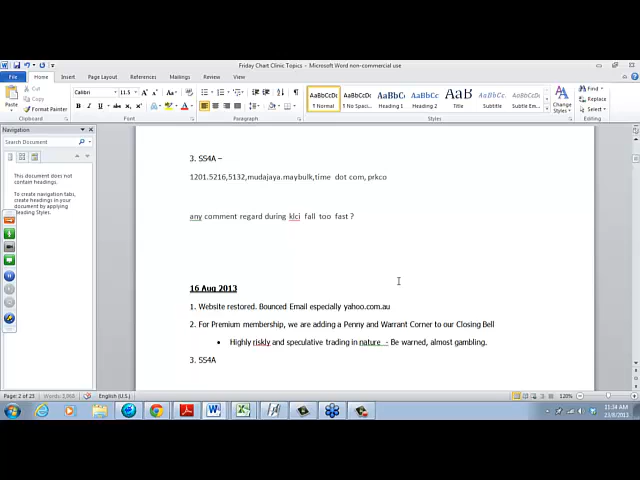 Friday Chart Clinic Topics - Microsoft Word non-commercial use
File Home Insert Page Layout References Mailings Review View
Paste
Cut
Copy
Format Painter
Clipboard
Calibri 11.5
Font
Paragraph
AaBbCcDc AaBbCcDc AaBbC AaBbCc AaB AaBbCc. AaBbCcDc
¶ Normal ¶ No Spaci... Heading 1 Heading 2 Title Subtitle Subtle Em...
Change Styles
Styles
Find
Replace
Select
Editing
Navigation
Search Document
This document does not contain headings.
To create navigation tabs, create headings in your document by applying Heading Styles.
3. SS4A –
1201.5216,5132,mudajaya.maybulk,time dot com, prkco
any comment regard during klci fall too fast ?
16 Aug 2013
1. Website restored. Bounced Email especially yahoo.com.au
2. For Premium membership, we are adding a Penny and Warrant Corner to our Closing Bell
• Highly riskly and speculative trading in nature - Be warned, almost gambling.
3. SS4A
Page: 2 of 23 Words: 3,968 English (U.S.) 120%
11:34 AM
23/8/2013